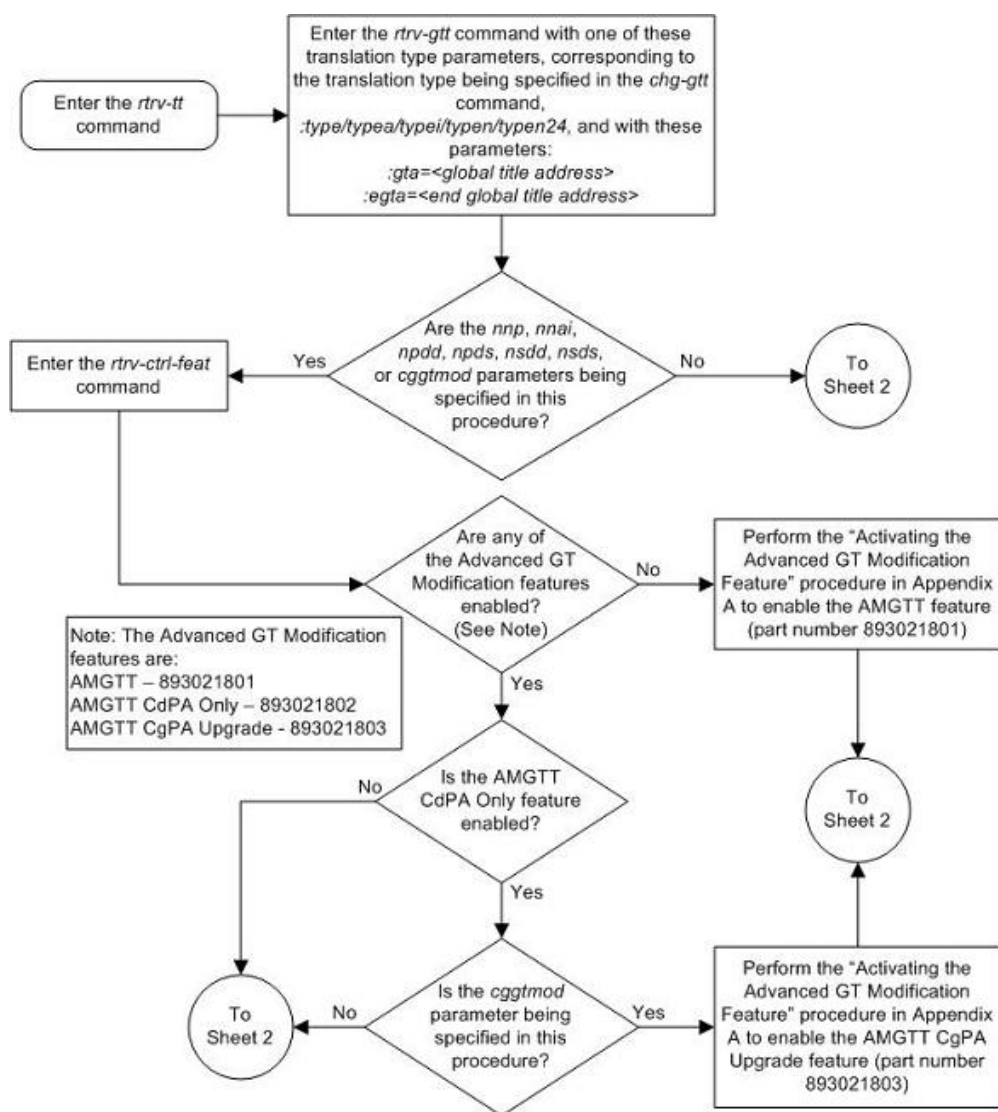 Enter the rtrv-tt
command
Enter the rtrv-gtt command with one of these
translation type parameters, corresponding to
the translation type being specified in the chg-gtt
command,
:type/typea/typei/typen/typen24, and with these
parameters:
:gta=<global title address>
:egta=<end global title address>
Are the nnp, nnai,
npdd, npds, nsdd, nsds,
or cggtmod parameters being
specified in this
procedure?
Yes
No
Enter the rtrv-ctrl-feat
command
To
Sheet 2
Are any of
the Advanced GT
Modification features
enabled?
(See Note)
No
Yes
Perform the “Activating the
Advanced GT Modification
Feature” procedure in Appendix
A to enable the AMGTT feature
(part number 893021801)
Note: The Advanced GT Modification
features are:
AMGTT – 893021801
AMGTT CdPA Only – 893021802
AMGTT CgPA Upgrade - 893021803
Is the AMGTT
CdPA Only feature
enabled?
No
Yes
To
Sheet 2
To
Sheet 2
Is the cggtmod
parameter being
specified in this
procedure?
No
Yes
Perform the “Activating the
Advanced GT Modification
Feature” procedure in Appendix
A to enable the AMGTT CgPA
Upgrade feature (part number
893021803)